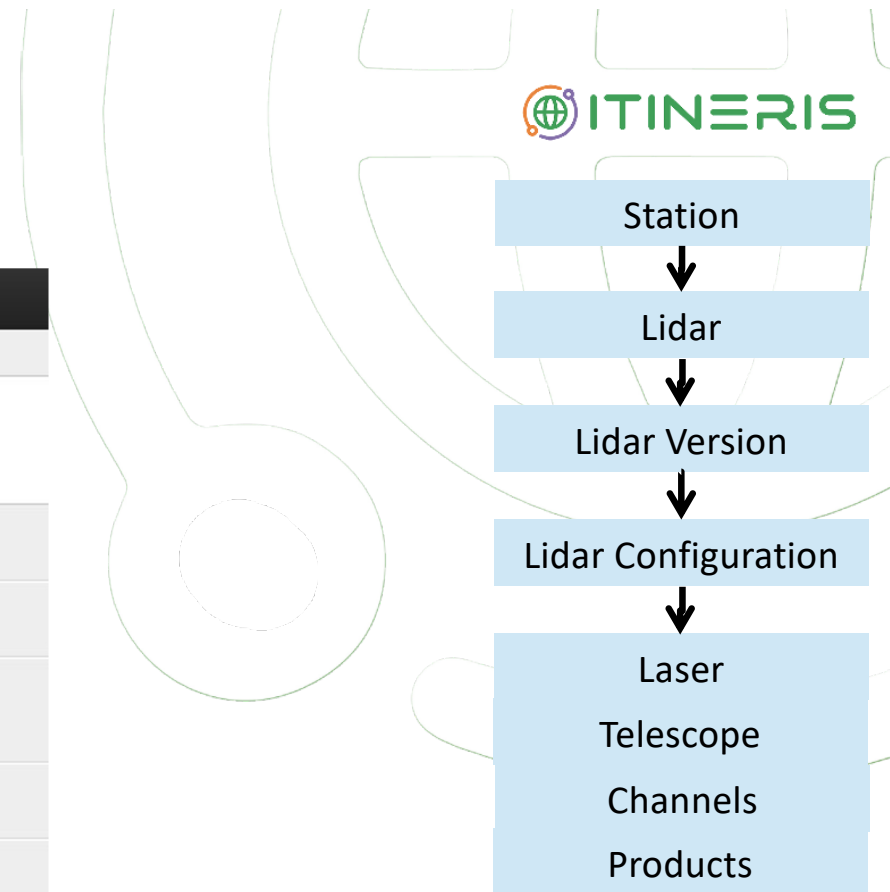 ITINERIS
Station
Lidar
Lidar Version
Lidar Configuration
Laser
Telescope
Channels
Products